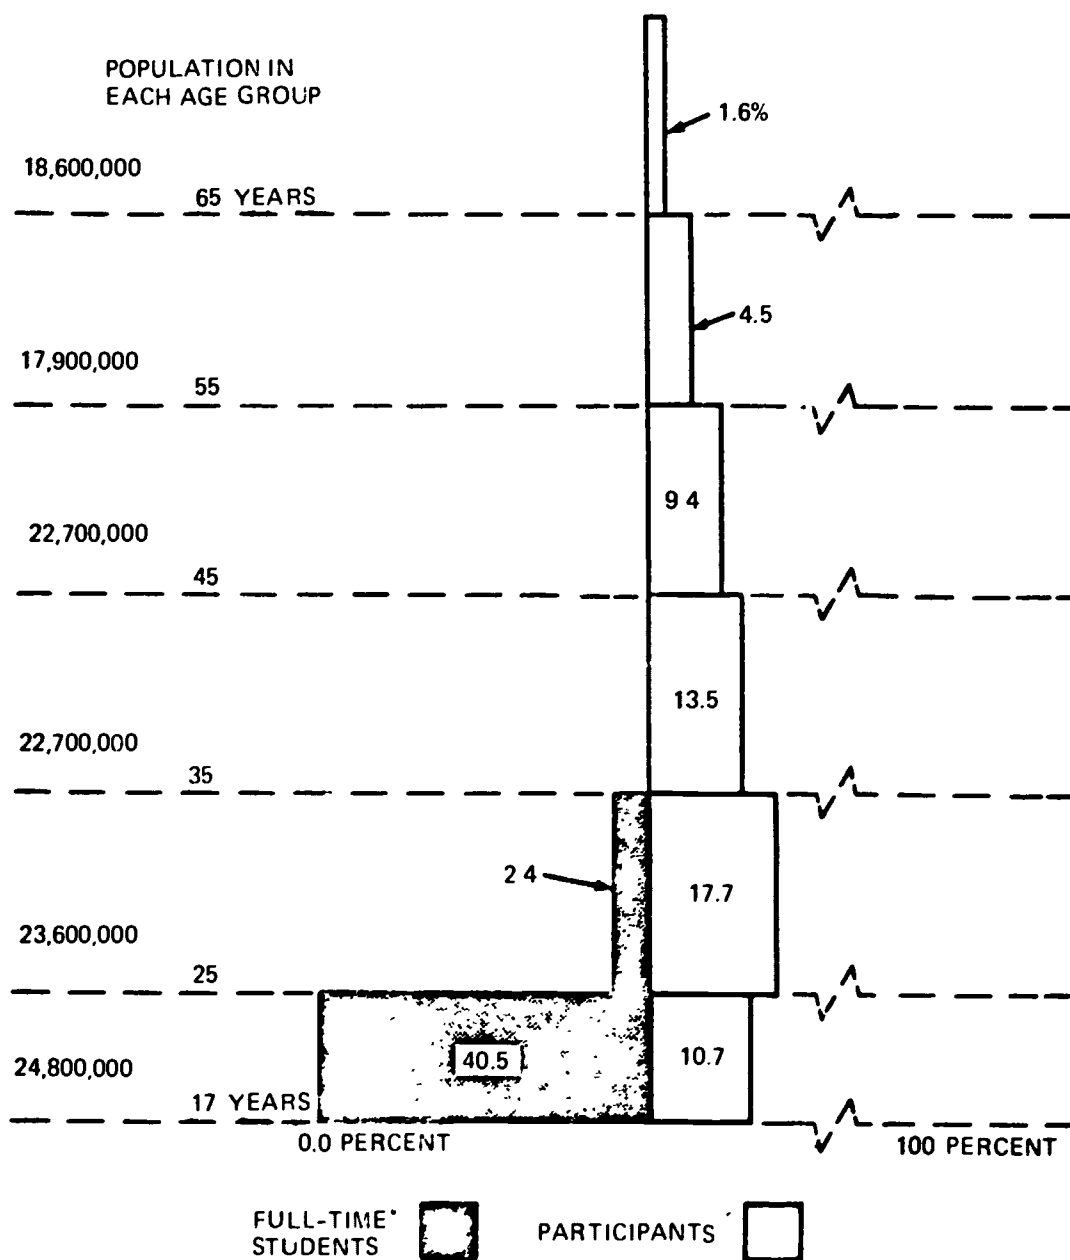 POPULATION IN
EACH AGE GROUP
1.6%
18,600,000
65 YEARS
4.5
17,900,000
55
9 4
22,700,000
45
13.5
22,700,000
35
2 4
17.7
23,600,000
25
40.5
10.7
24,800,000
17 YEARS
0.0 PERCENT
100 PERCENT
FULL-TIME*
STUDENTS
PARTICIPANTS